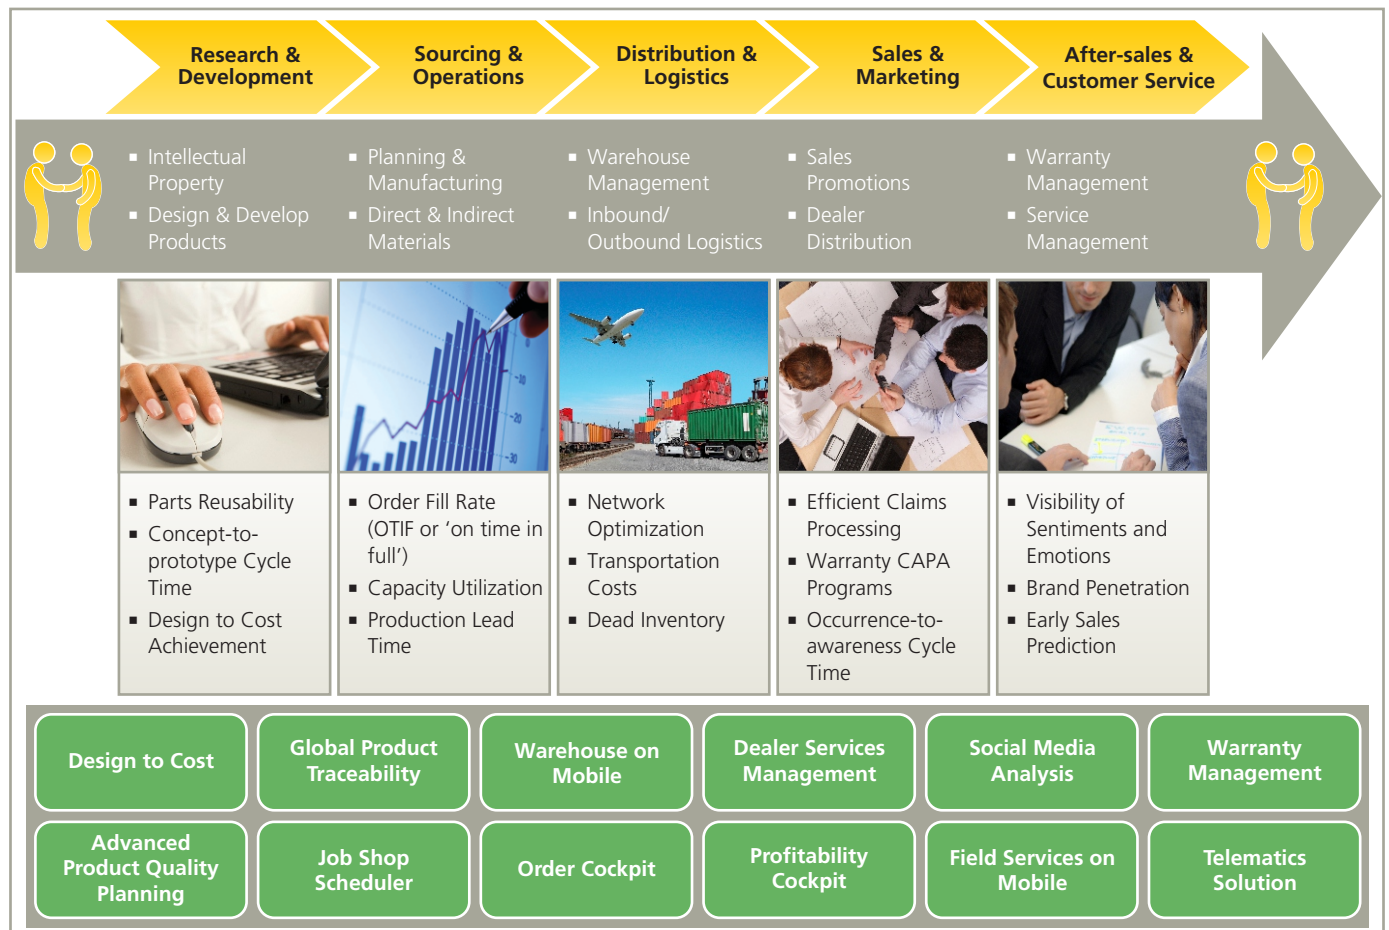 Research &
Development
Sourcing &
Operations
Distribution &
Logistics
Sales &
Marketing
After-sales &
Customer Service
▪ Intellectual
Property
▪ Design & Develop
Products
▪ Planning &
Manufacturing
▪ Direct & Indirect
Materials
▪ Warehouse
Management
▪ Inbound/
Outbound Logistics
▪ Sales
Promotions
▪ Dealer
Distribution
▪ Warranty
Management
▪ Service
Management
-10
-20
-30
▪ Parts Reusability
▪ Concept-to-
prototype Cycle
Time
▪ Design to Cost
Achievement
▪ Order Fill Rate
(OTIF or ‘on time in
full’)
▪ Capacity Utilization
▪ Production Lead
Time
▪ Network
Optimization
▪ Transportation
Costs
▪ Dead Inventory
▪ Efficient Claims
Processing
▪ Warranty CAPA
Programs
▪ Occurrence-to-
awareness Cycle
Time
▪ Visibility of
Sentiments and
Emotions
▪ Brand Penetration
▪ Early Sales
Prediction
Design to Cost
Global Product
Traceability
Warehouse on
Mobile
Dealer Services
Management
Social Media
Analysis
Warranty
Management
Advanced
Product Quality
Planning
Job Shop
Scheduler
Order Cockpit
Profitability
Cockpit
Field Services on
Mobile
Telematics
Solution